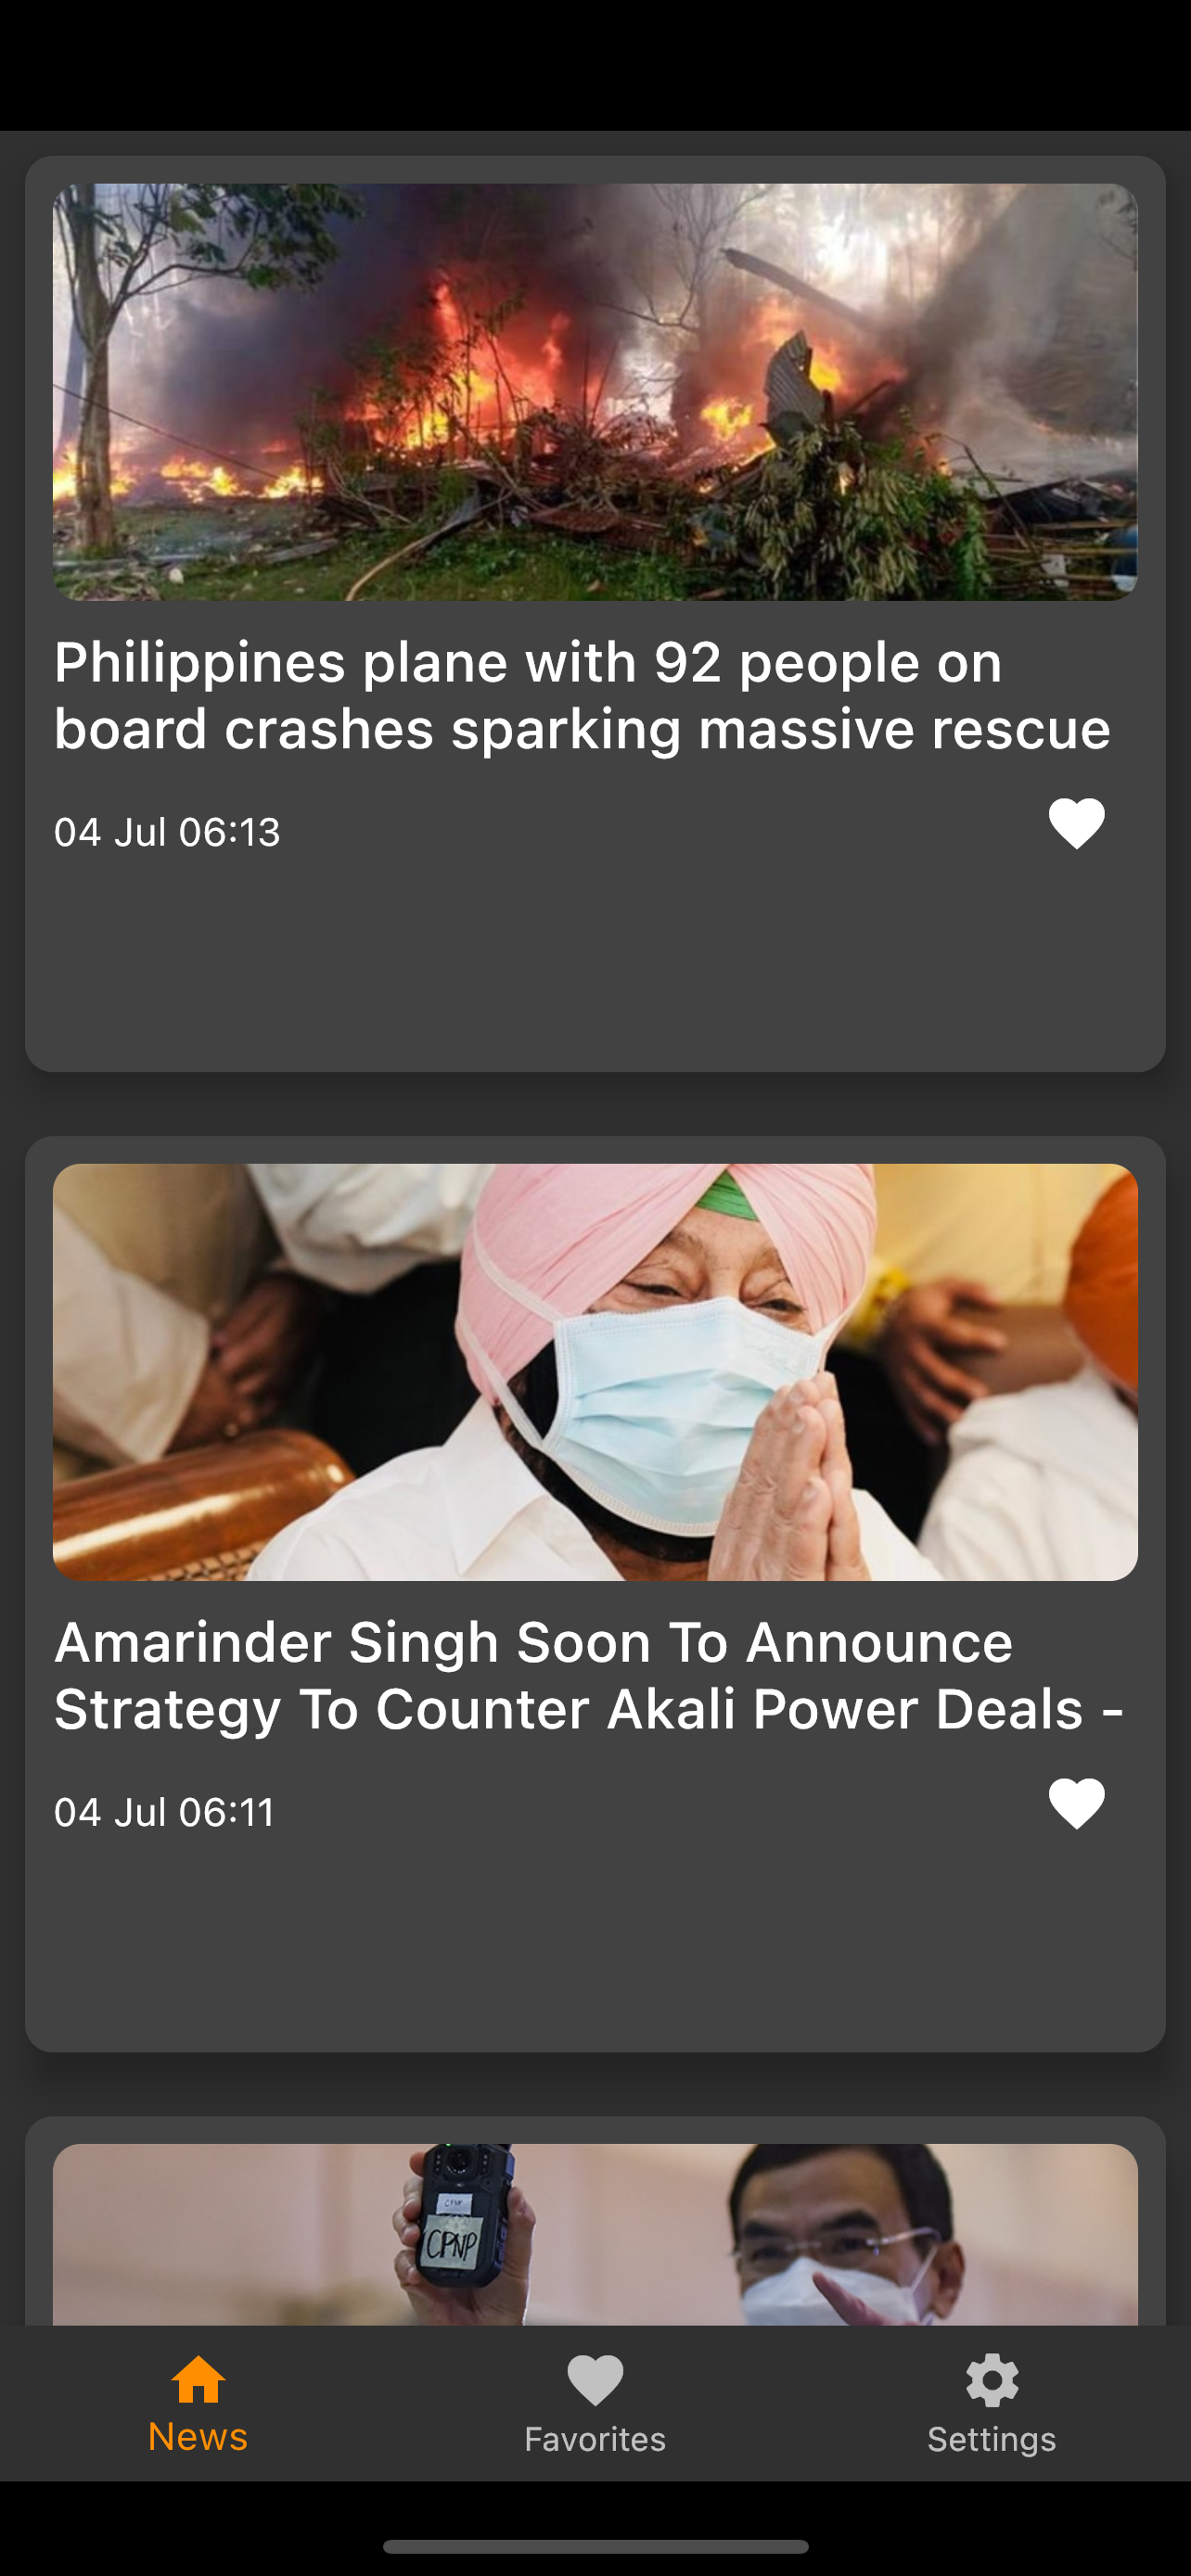 Philippines plane with 92 people on
board crashes sparking massive rescue
04 Jul 06:13
Amarinder Singh Soon To Announce
Strategy To Counter Akali Power Deals -
04 Jul 06:11
CPNP
CPNP
News
Favorites
Settings